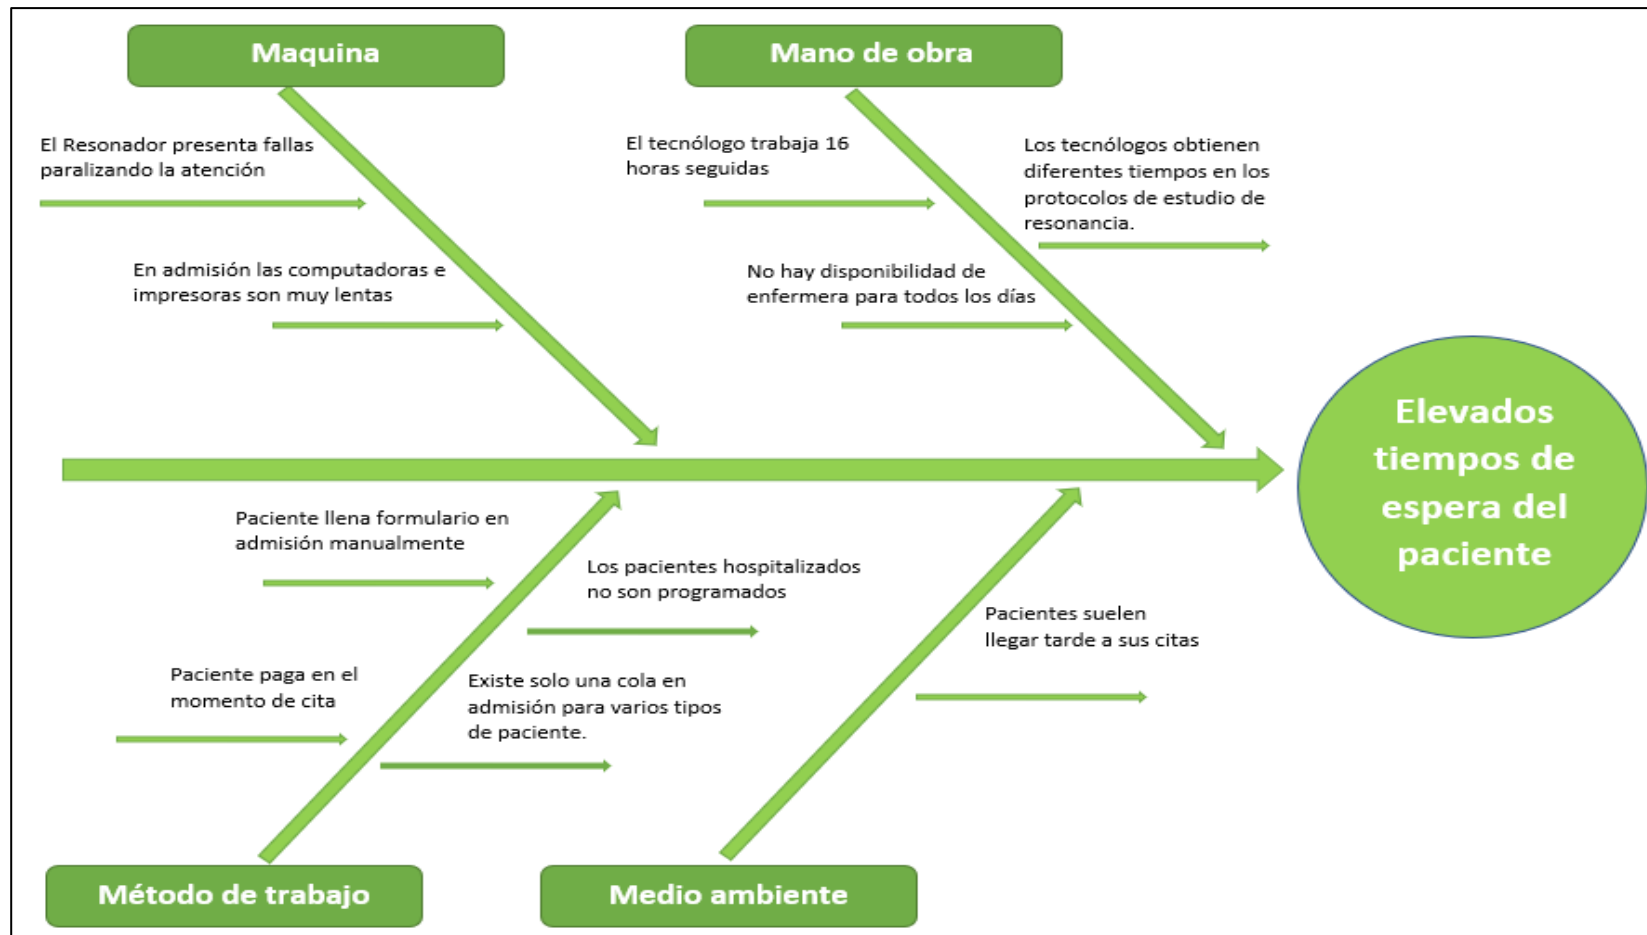 Maquina
Mano de obra
El Resonador presenta fallas
paralizando la atención
El tecnólogo trabaja 16
horas seguidas
Los tecnólogos obtienen
diferentes tiempos en los
protocolos de estudio de
resonancia.
En admisión las computadoras e
impresoras son muy lentas
No hay disponibilidad de
enfermera para todos los días
Elevados
tiempos de
espera del
paciente
Paciente llena formulario en
admisión manualmente
Los pacientes hospitalizados
no son programados
Pacientes suelen
llegar tarde a sus citas
Paciente paga en el
momento de cita
Existe solo una cola en
admisión para varios tipos
de paciente.
Método de trabajo
Medio ambiente